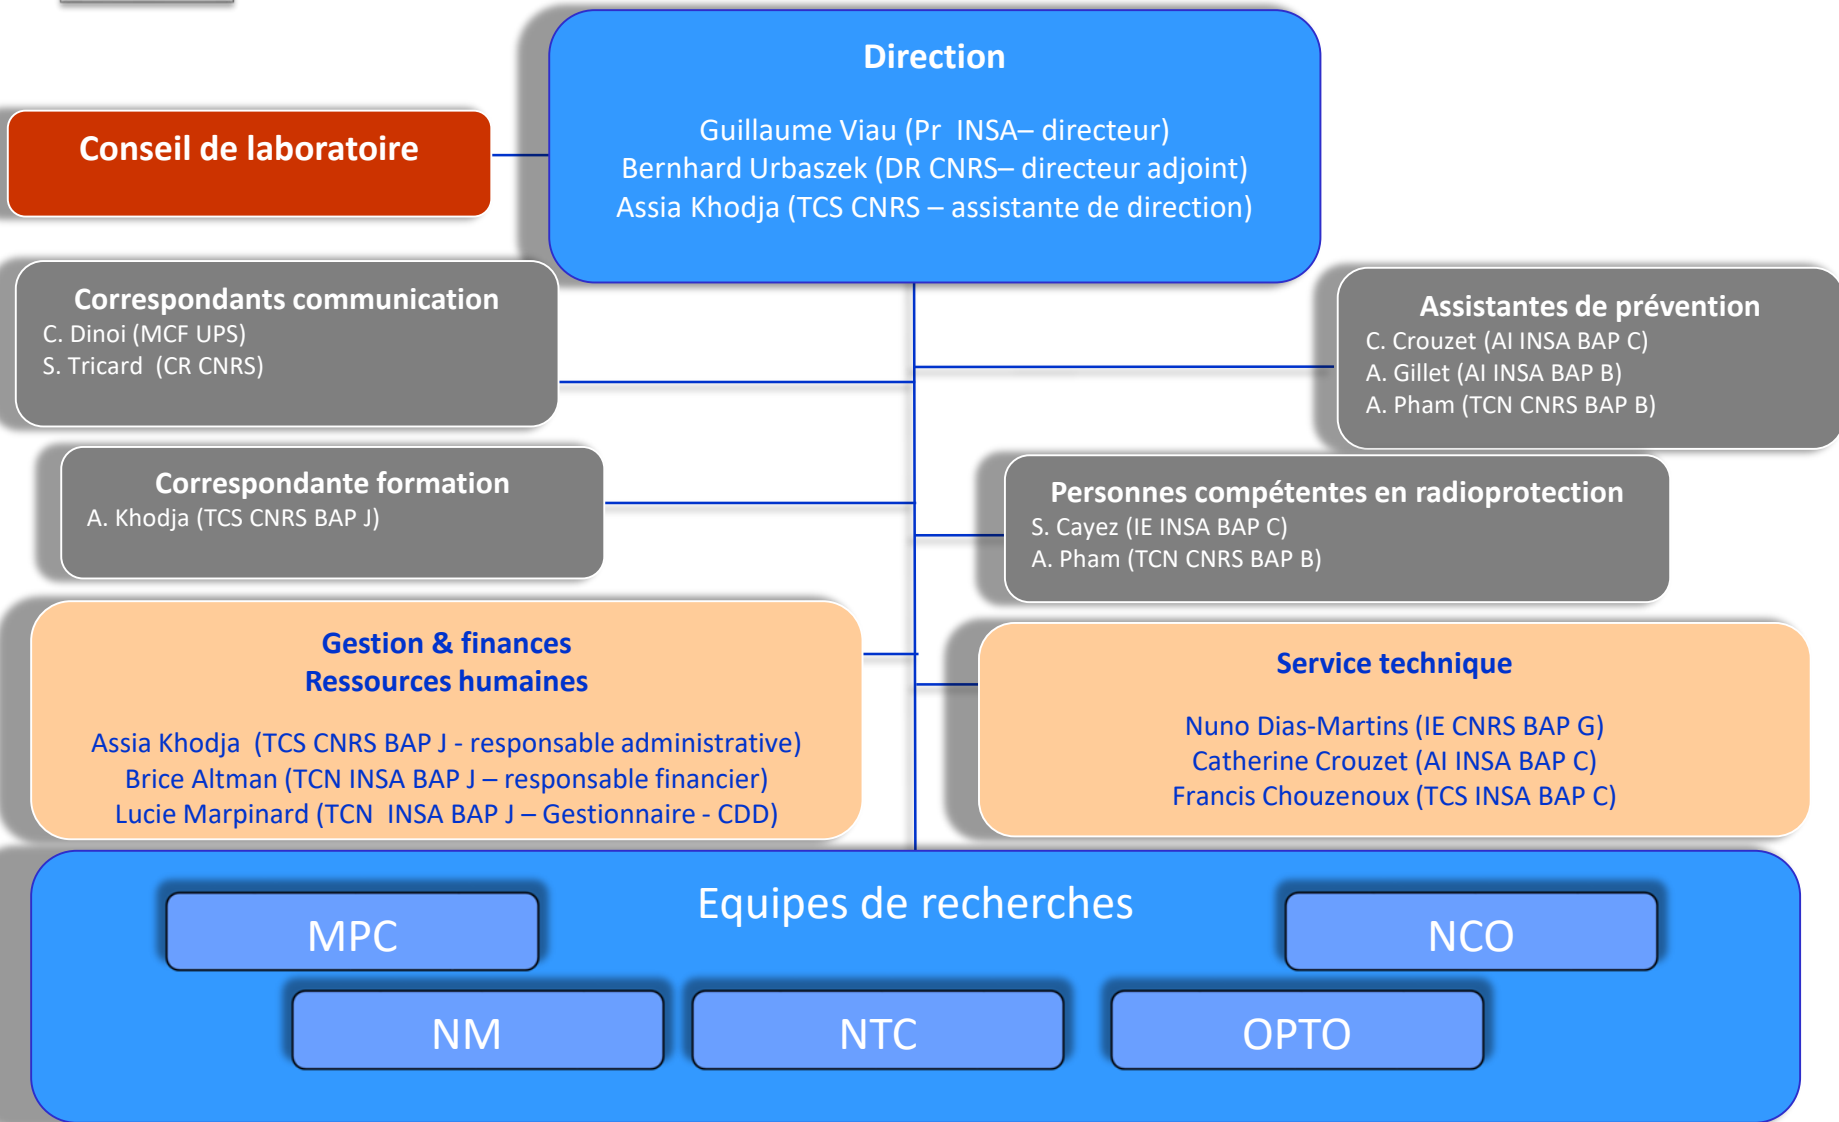 Direction
Guillaume Viau (Pr  INSA– directeur)
Bernhard Urbaszek (DR CNRS– directeur adjoint)
Assia Khodja (TCS CNRS – assistante de direction)
Conseil de laboratoire
Correspondants communication
C. Dinoi (MCF UPS)
S. Tricard  (CR CNRS)
Assistantes de prévention
C. Crouzet (AI INSA BAP C)
A. Gillet (AI INSA BAP B)
A. Pham (TCN CNRS BAP B)
Correspondante formation
A. Khodja (TCS CNRS BAP J)
Personnes compétentes en radioprotection
S. Cayez (IE INSA BAP C)
A. Pham (TCN CNRS BAP B)
Gestion & finances
Ressources humaines
Assia Khodja  (TCS CNRS BAP J - responsable administrative)
Brice Altman (TCN INSA BAP J – responsable financier)
Lucie Marpinard (TCN  INSA BAP J – Gestionnaire - CDD)
Service technique
Nuno Dias-Martins (IE CNRS BAP G)
Catherine Crouzet (AI INSA BAP C)
Francis Chouzenoux (TCS INSA BAP C)
Equipes de recherches
MPC
NCO
NM
NTC
OPTO